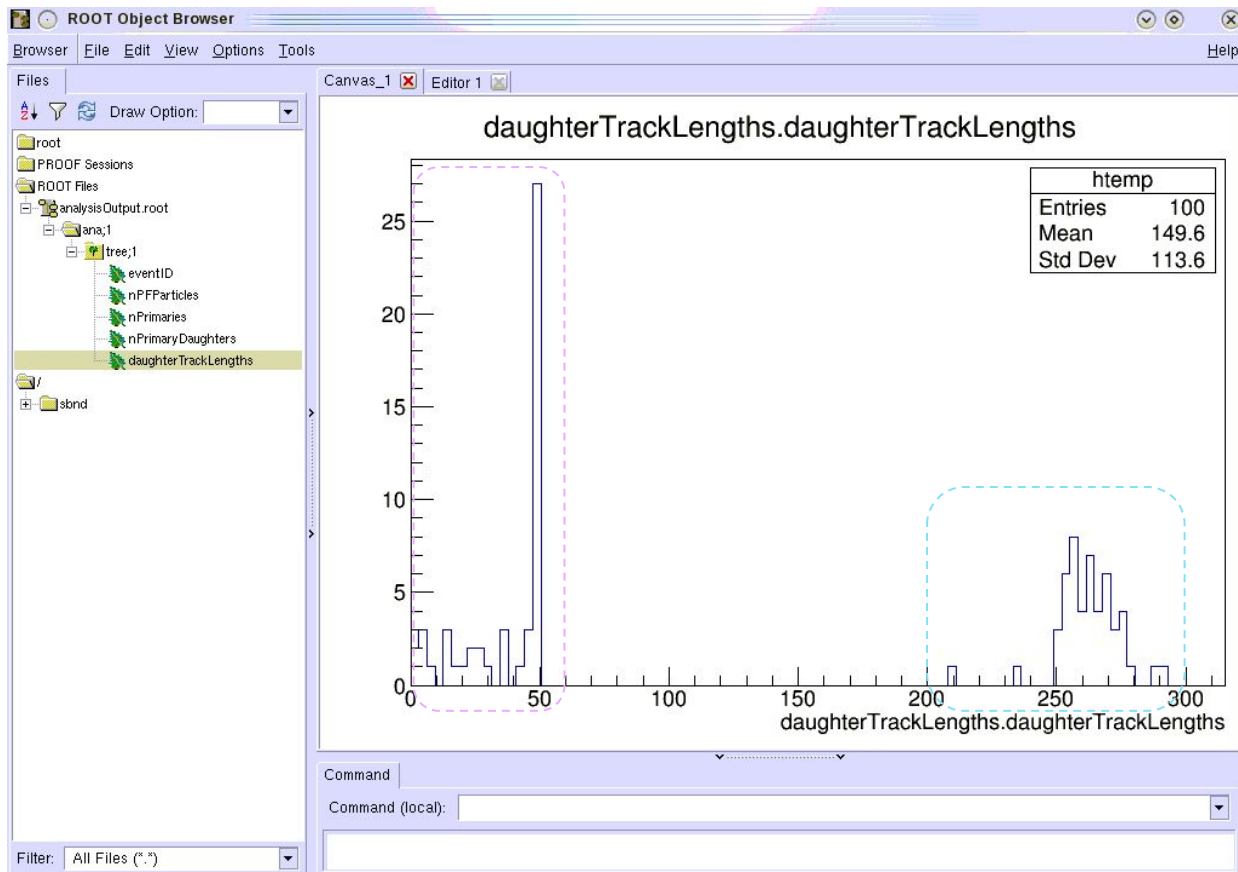 ROOT Object Browser
Browser File Edit View Options Tools Help
Files
Draw Option:
root
PROOF Sessions
ROOT Files
analysisOutput.root
ana;1
tree;1
eventID
nPFParticles
nPrimaries
nPrimaryDaughters
daughterTrackLengths
/
sbnd
Filter: All Files (*.*)
Canvas_1 Editor 1
daughterTrackLengths.daughterTrackLengths
htemp
Entries 100
Mean 149.6
Std Dev 113.6
25
20
15
10
5
0
0 50 100 150 200 250 300
daughterTrackLengths.daughterTrackLengths
Command
Command (local):